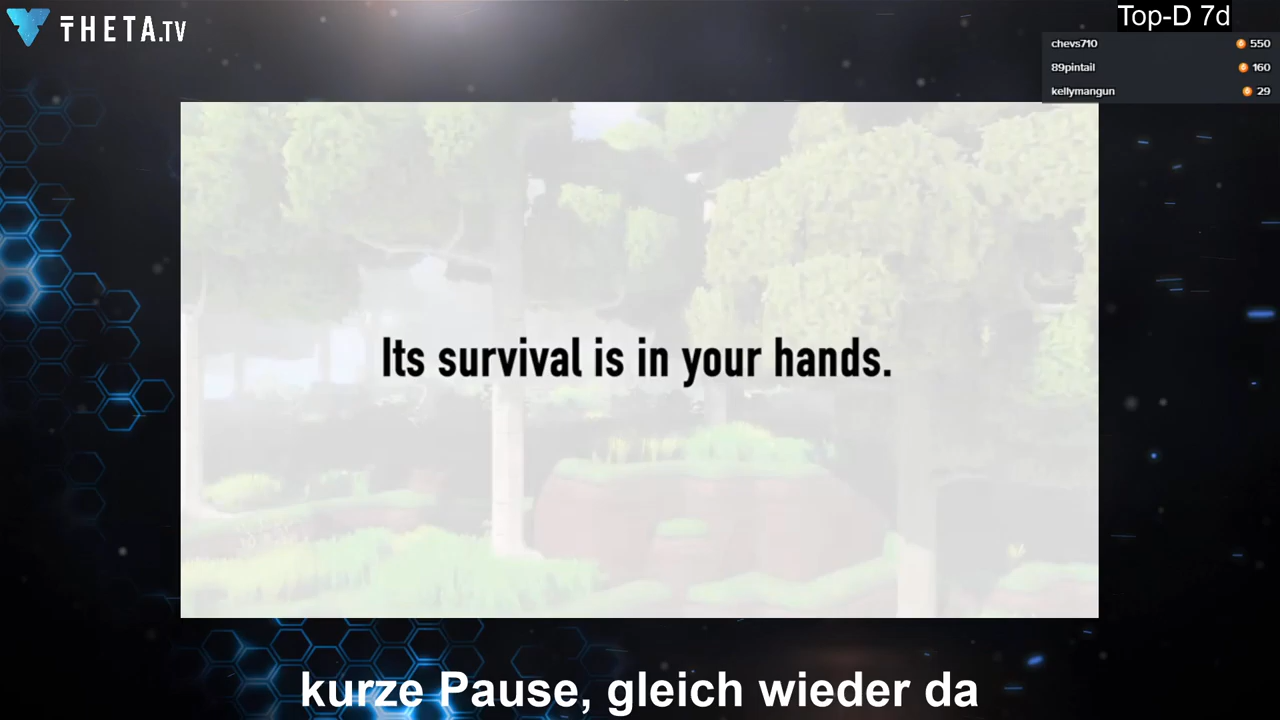 THETA.TV
Top-D 7d
chevs710 550
89pintail 160
kellymangun 29
Its survival is in your hands.
kurze Pause, gleich wieder da